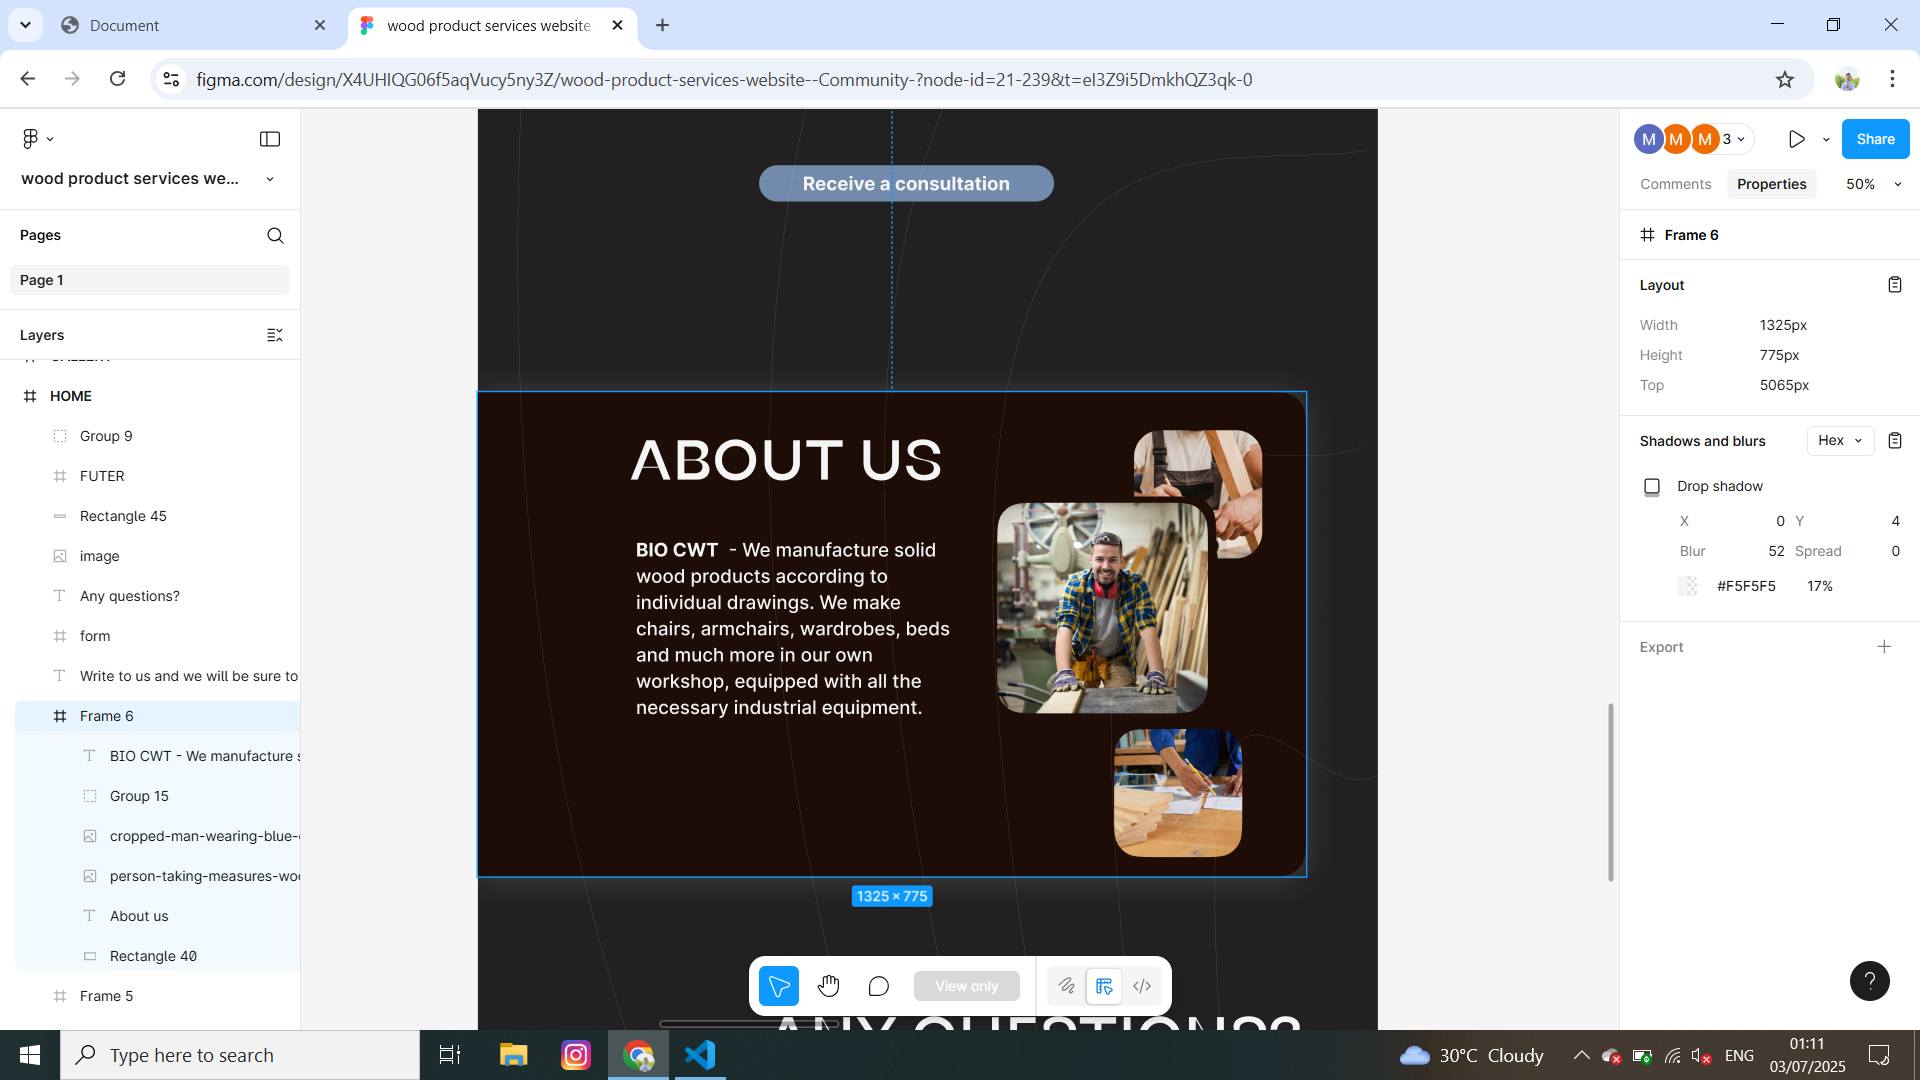 Document
wood product services website
figma.com/design/X4UHIQG06f5aqVucy5ny3Z/wood-product-services-website--Community-?node-id=21-239&t=eI3Z9i5DmkhQZ3qk-0
wood product services we...
Pages
Page 1
Layers
HOME
Group 9
FUTER
Rectangle 45
image
Any questions?
form
Write to us and we will be sure to
Frame 6
BIO CWT - We manufacture s
Group 15
cropped-man-wearing-blue-
person-taking-measures-woo
About us
Rectangle 40
Frame 5
Receive a consultation
ABOUT US
BIO CWT - We manufacture solid
wood products according to
individual drawings. We make
chairs, armchairs, wardrobes, beds
and much more in our own
workshop, equipped with all the
necessary industrial equipment.
1325 × 775
View only
ANY QUESTIONS?
M M M 3
Share
Comments Properties 50%
Frame 6
Layout
Width 1325px
Height 775px
Top 5065px
Shadows and blurs Hex
Drop shadow
X 0 Y 4
Blur 52 Spread 0
#F5F5F5 17%
Export
?
Type here to search
30°C Cloudy
ENG
01:11
03/07/2025